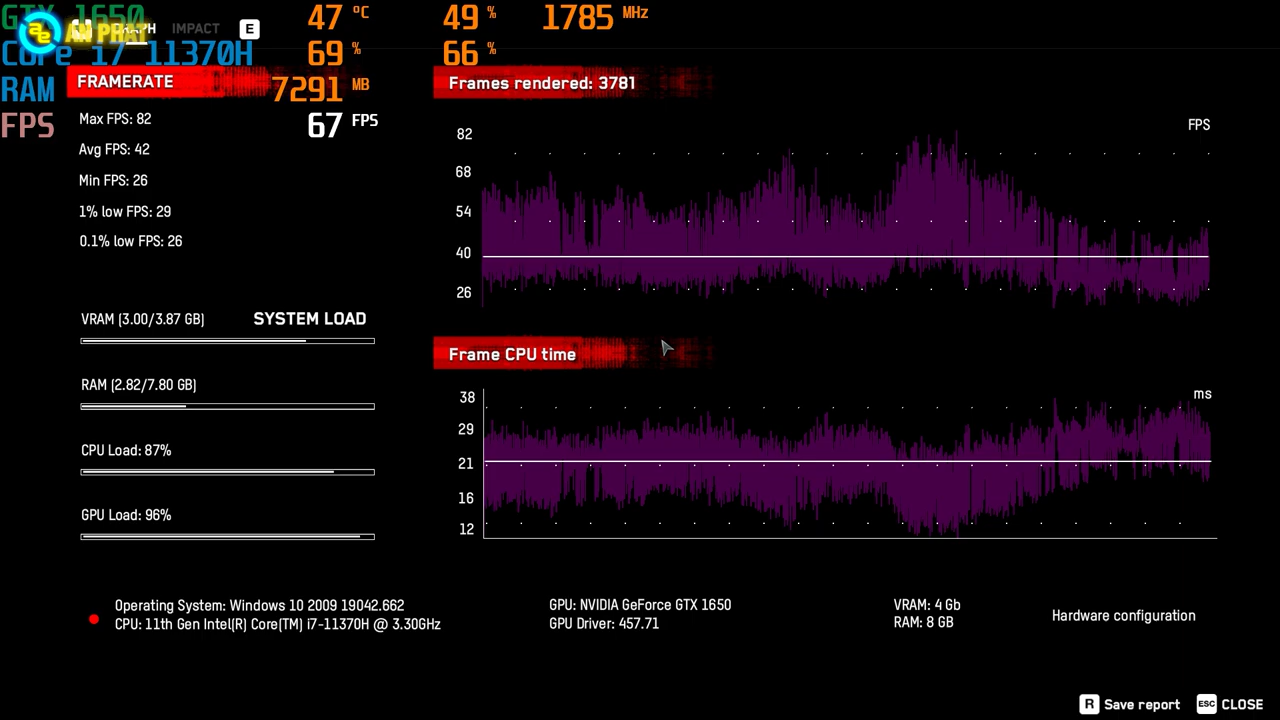 GTX 1650 47 °C 49 % 1785 MHz
AN PHAT
GRAPH IMPACT E
Core i7 11370H 69 % 66 %
RAM 7291 MB
FPS 67 FPS
FRAMERATE
Max FPS: 82
Avg FPS: 42
Min FPS: 26
1% low FPS: 29
0.1% low FPS: 26
SYSTEM LOAD
VRAM (3.00/3.87 GB)
RAM (2.82/7.80 GB)
CPU Load: 87%
GPU Load: 96%
Frames rendered: 3781
FPS
82
68
54
40
26
Frame CPU time
ms
38
29
21
16
12
Operating System: Windows 10 2009 19042.662
CPU: 11th Gen Intel(R) Core(TM) i7-11370H @ 3.30GHz
GPU: NVIDIA GeForce GTX 1650
GPU Driver: 457.71
VRAM: 4 Gb
RAM: 8 GB
Hardware configuration
R Save report ESC CLOSE